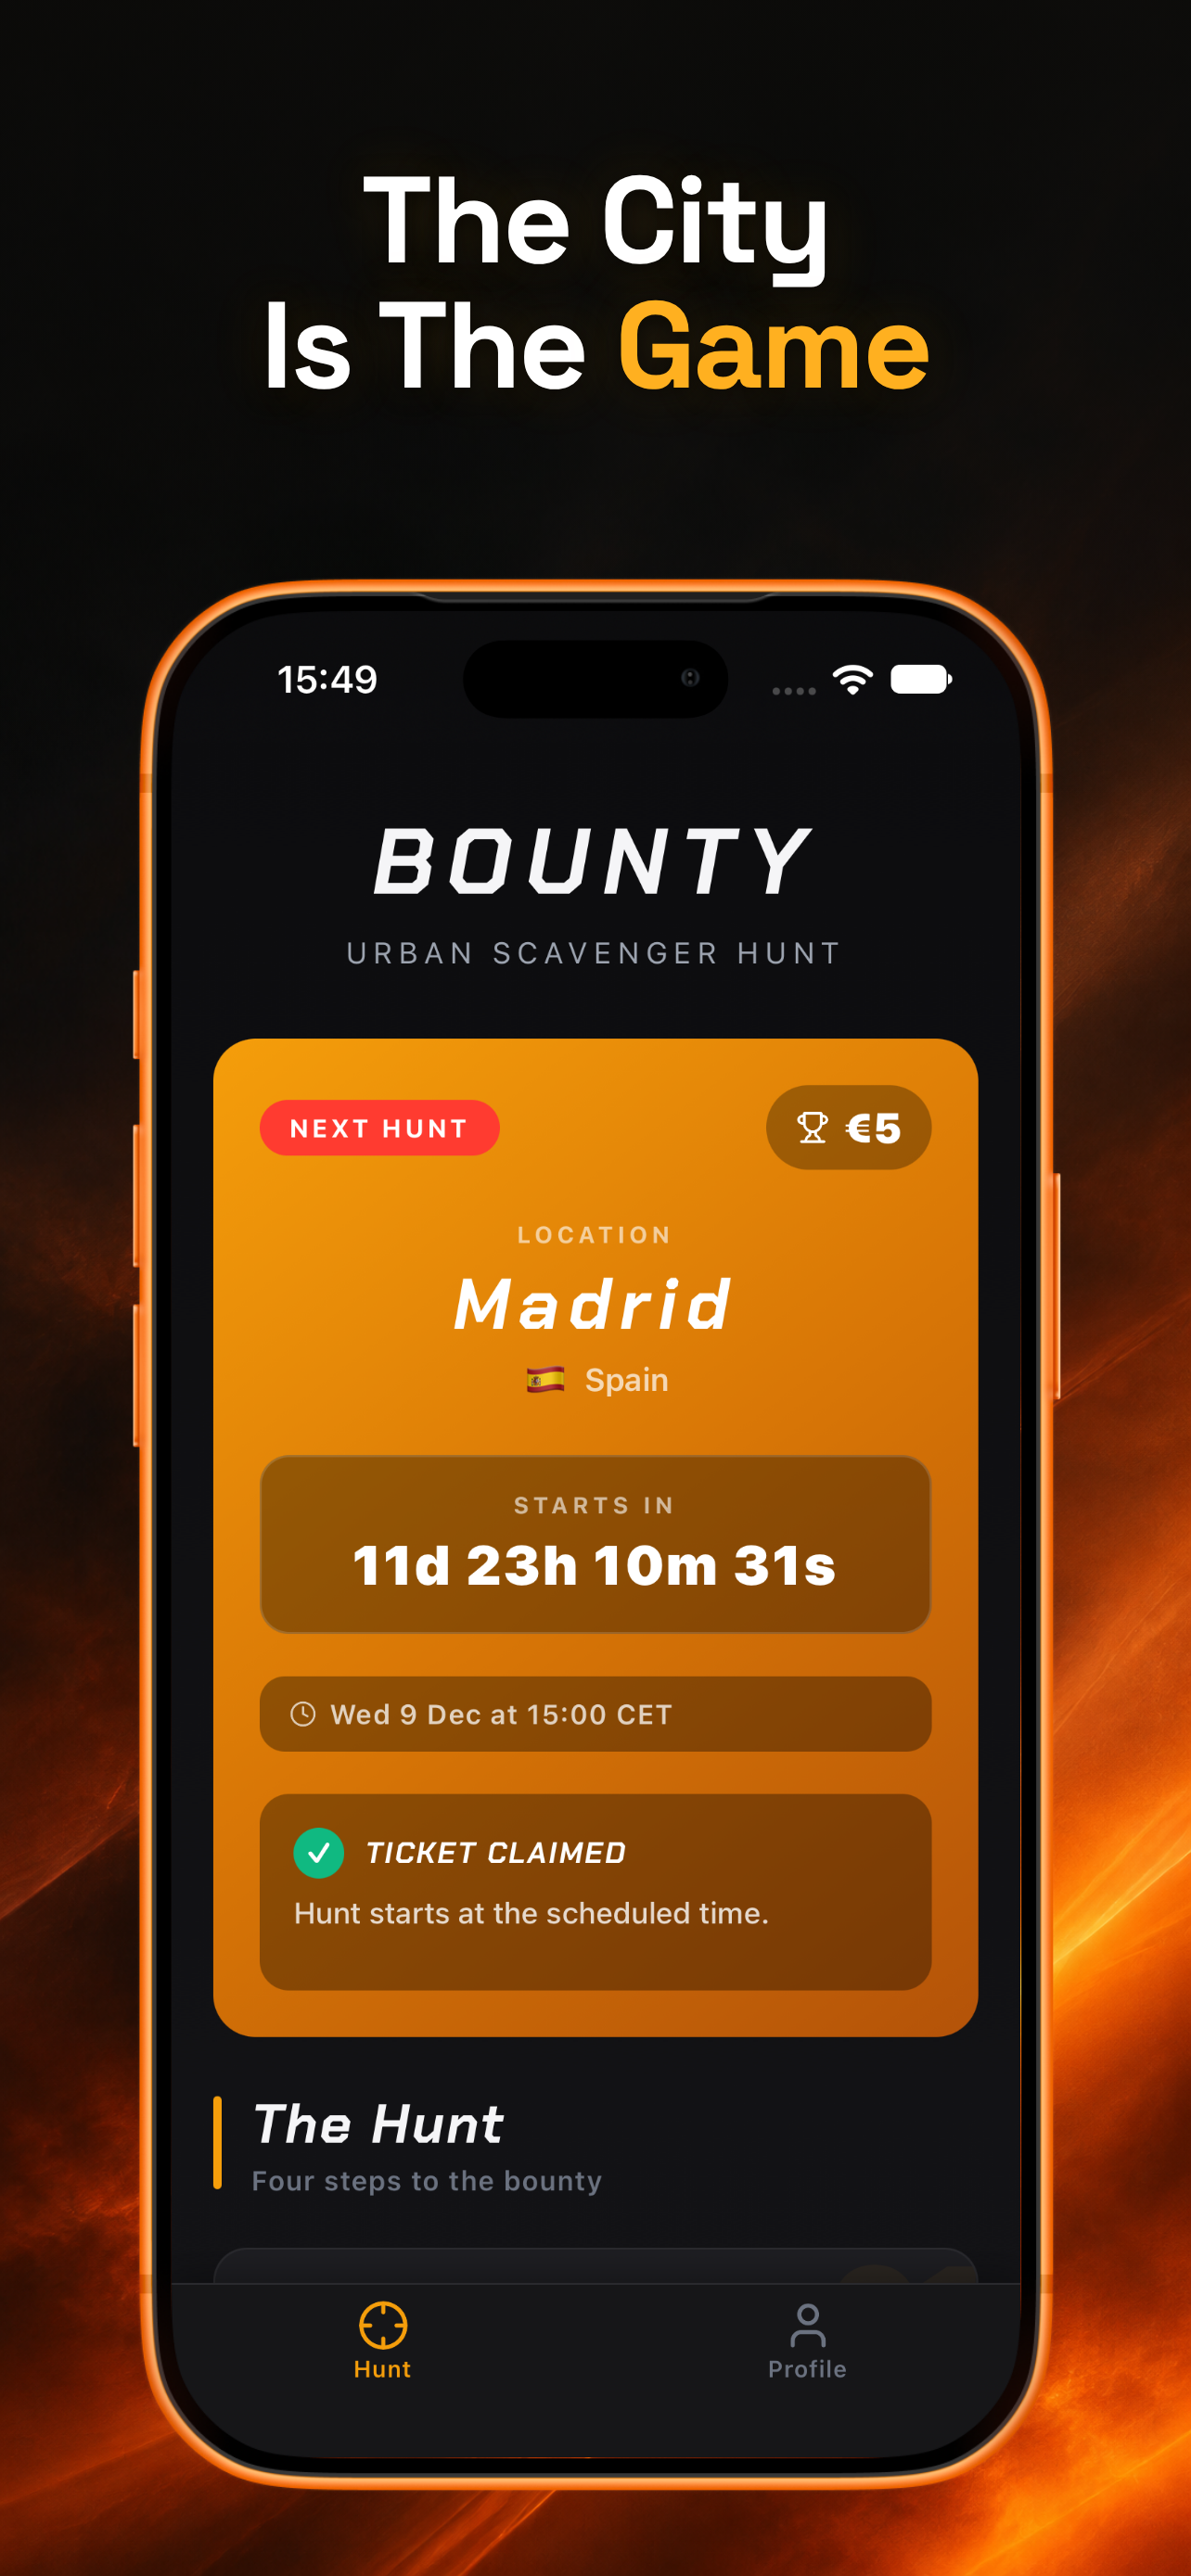 The City
Is The Game
15:49
BOUNTY
URBAN SCAVENGER HUNT
NEXT HUNT
€5
LOCATION
Madrid
🇪🇸 Spain
STARTS IN
11d 23h 10m 31s
Wed 9 Dec at 15:00 CET
TICKET CLAIMED
Hunt starts at the scheduled time.
The Hunt
Four steps to the bounty
Hunt
Profile